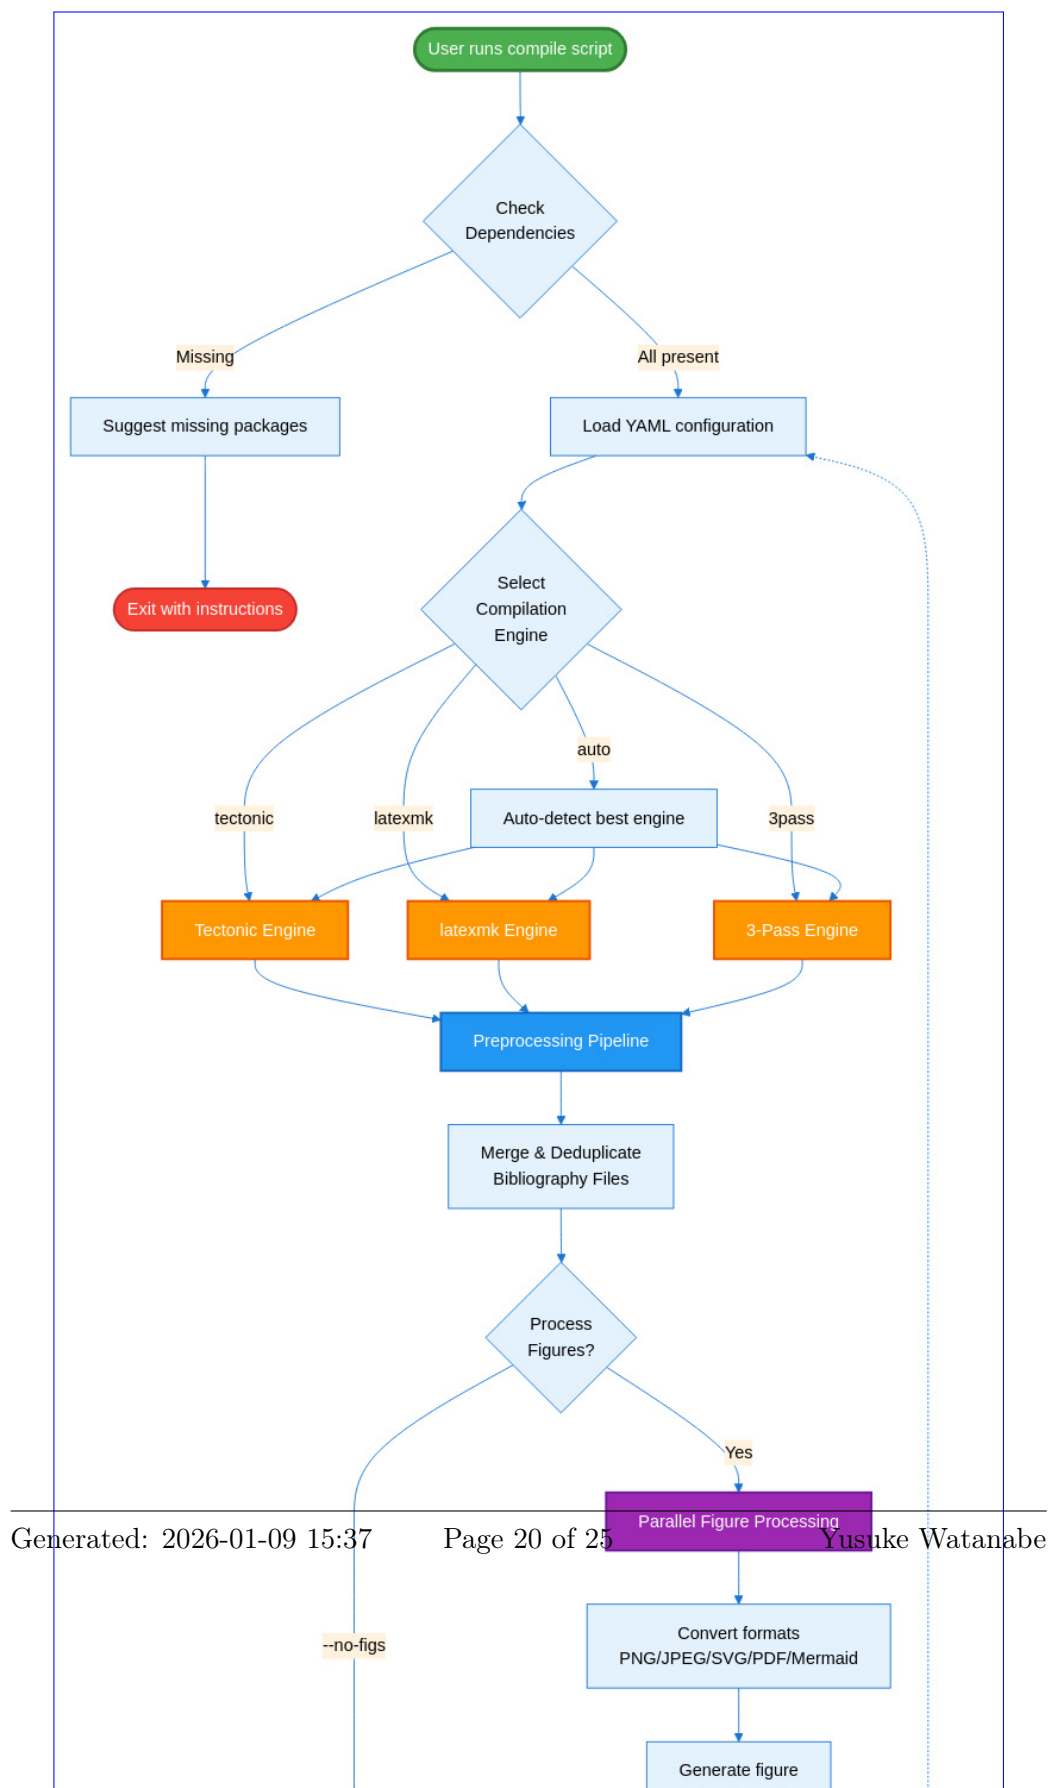 User runs compile script
Check
Dependencies
Missing
All present
Suggest missing packages
Load YAML configuration
Exit with instructions
Select
Compilation
Engine
auto
tectonic
latexmk
Auto-detect best engine
3pass
Tectonic Engine
latexmk Engine
3-Pass Engine
Preprocessing Pipeline
Merge & Deduplicate
Bibliography Files
Process
Figures?
Yes
Parallel Figure Processing
Generated: 2026-01-09 15:37
Page 20 of 25
Yusuke Watanabe
Convert formats
PNG/JPEG/SVG/PDF/Mermaid
--no-figs
Generate figure